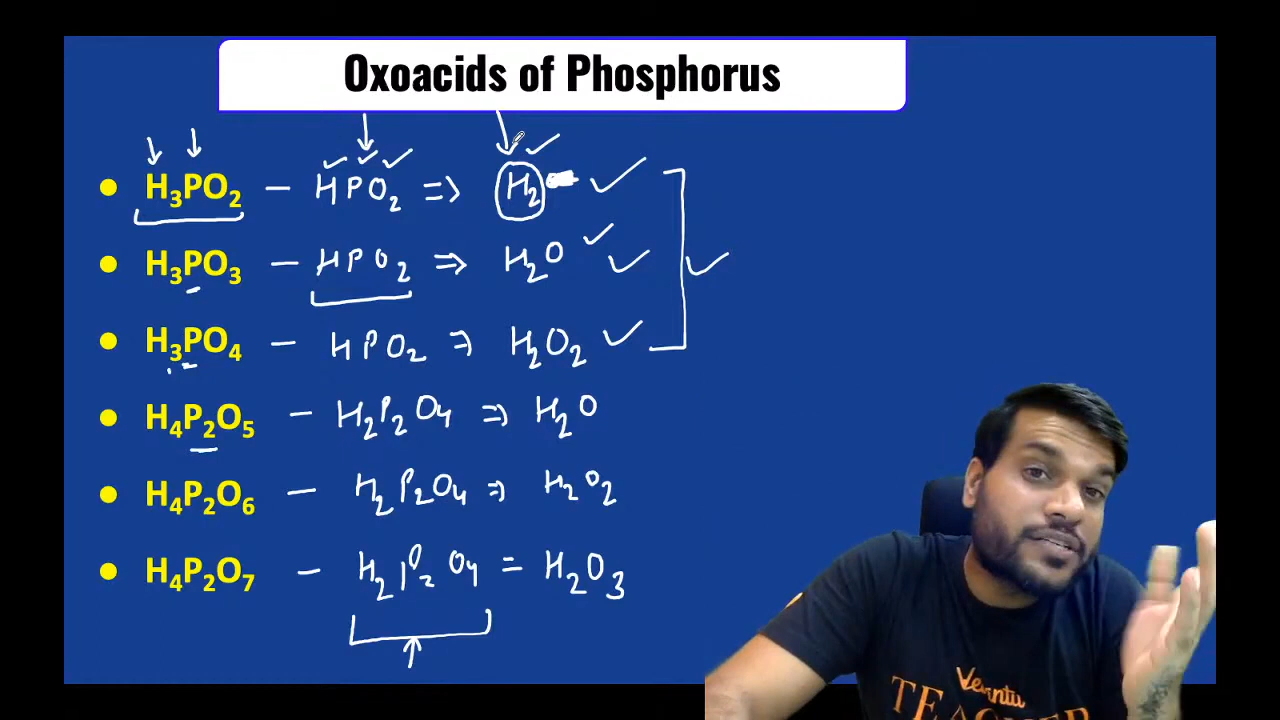 Oxoacids of Phosphorus
• H₃PO₂ – HPO₂ ⇒ H₂
• H₃PO₃ – HPO₂ ⇒ H₂O
• H₃PO₄ – HPO₂ ⇒ H₂O₂
• H₄P₂O₅ – H₂P₂O₄ ⇒ H₂O
• H₄P₂O₆ – H₂P₂O₄ ⇒ H₂O₂
• H₄P₂O₇ – H₂P₂O₄ = H₂O₃
Vedantu
TEACHER